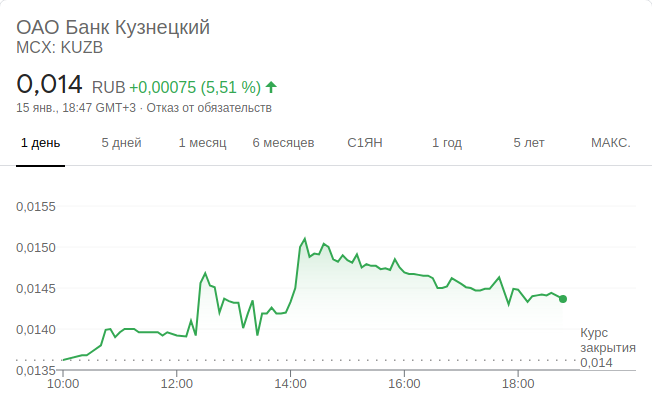 ОАО Банк Кузнецкий
MCX: KUZB
0,014 RUB +0,00075 (5,51 %)
15 янв., 18:47 GMT+3 · Отказ от обязательств
1 день 5 дней 1 месяц 6 месяцев С1ЯН 1 год 5 лет МАКС.
0,0155
0,0150
0,0145
0,0140
Курс
закрытия
0,014
0,0135
10:00 12:00 14:00 16:00 18:00